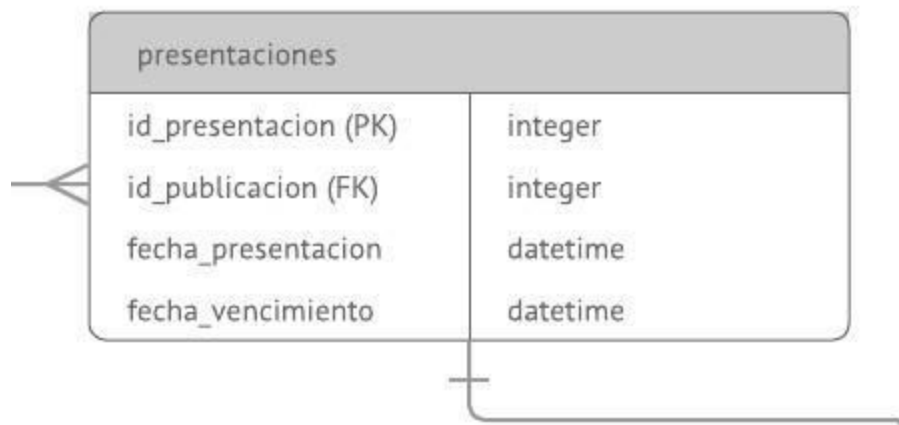 presentaciones
id_presentacion (PK) integer
id_publicacion (FK) integer
fecha_presentacion datetime
fecha_vencimiento datetime